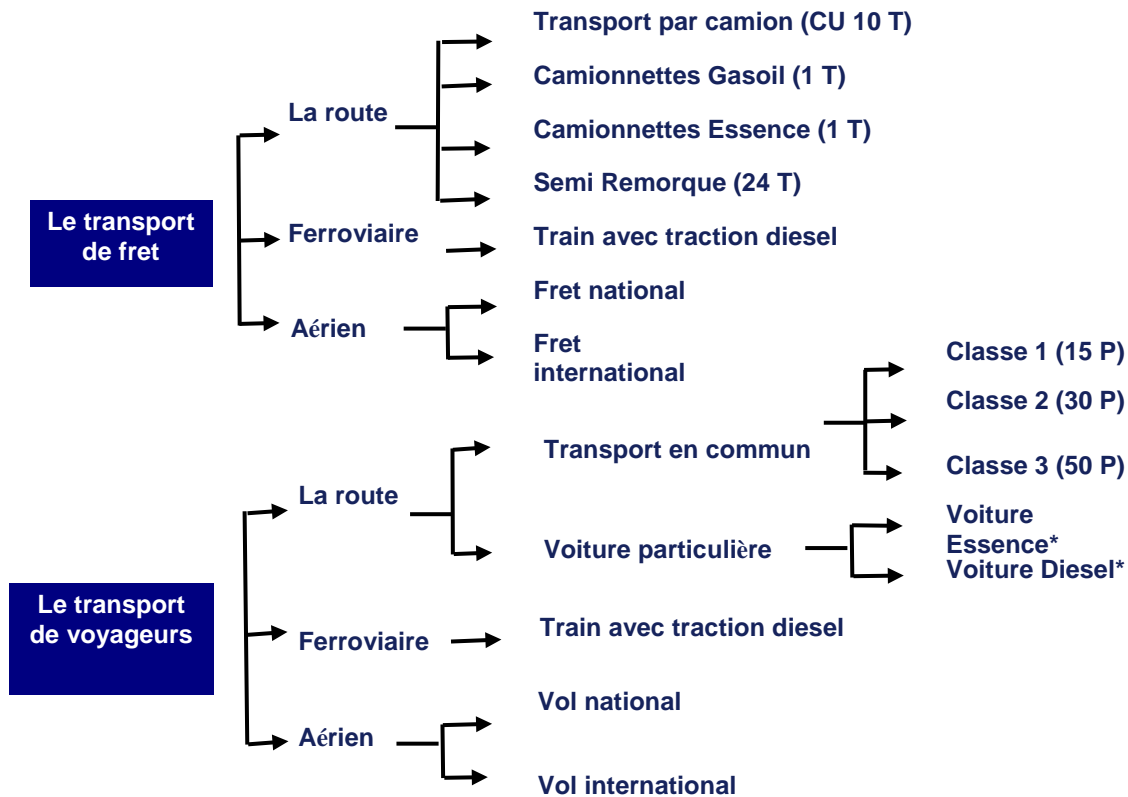 Transport par camion (CU 10 T)
Camionnettes Gasoil (1 T)
La route
Camionnettes Essence (1 T)
Semi Remorque (24 T)
Le transport
de fret
Ferroviaire
Train avec traction diesel
Fret national
Aérien
Fret
international
Classe 1 (15 P)
Classe 2 (30 P)
Transport en commun
Classe 3 (50 P)
La route
Voiture
Essence*
Voiture particulière
Voiture Diesel*
Le transport
de voyageurs
Ferroviaire
Train avec traction diesel
Vol national
Aérien
Vol international